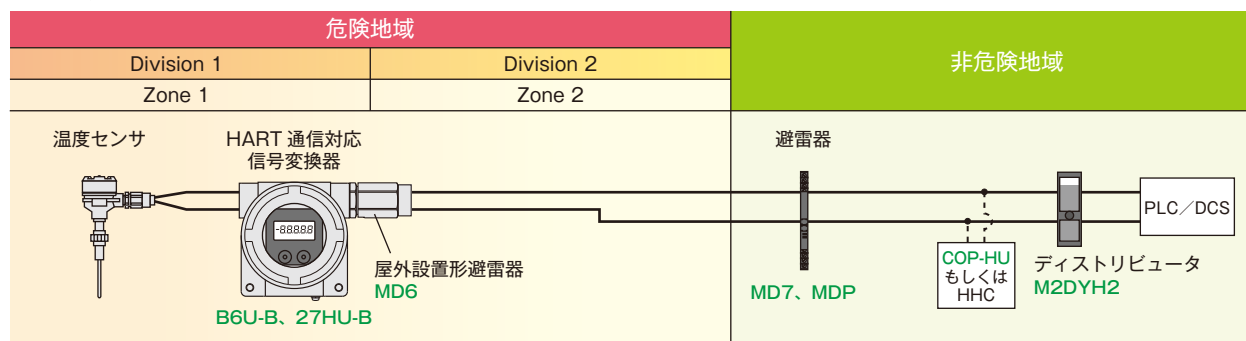 危険地域
非危険地域
Division 1
Division 2
Zone 1
Zone 2
温度センサ
HART 通信対応
信号変換器
避雷器
-88888
PLC／DCS
屋外設置形避雷器
MD6
B6U-B、27HU-B
MD7、MDP
COP-HU
もしくは
HHC
ディストリビュータ
M2DYH2